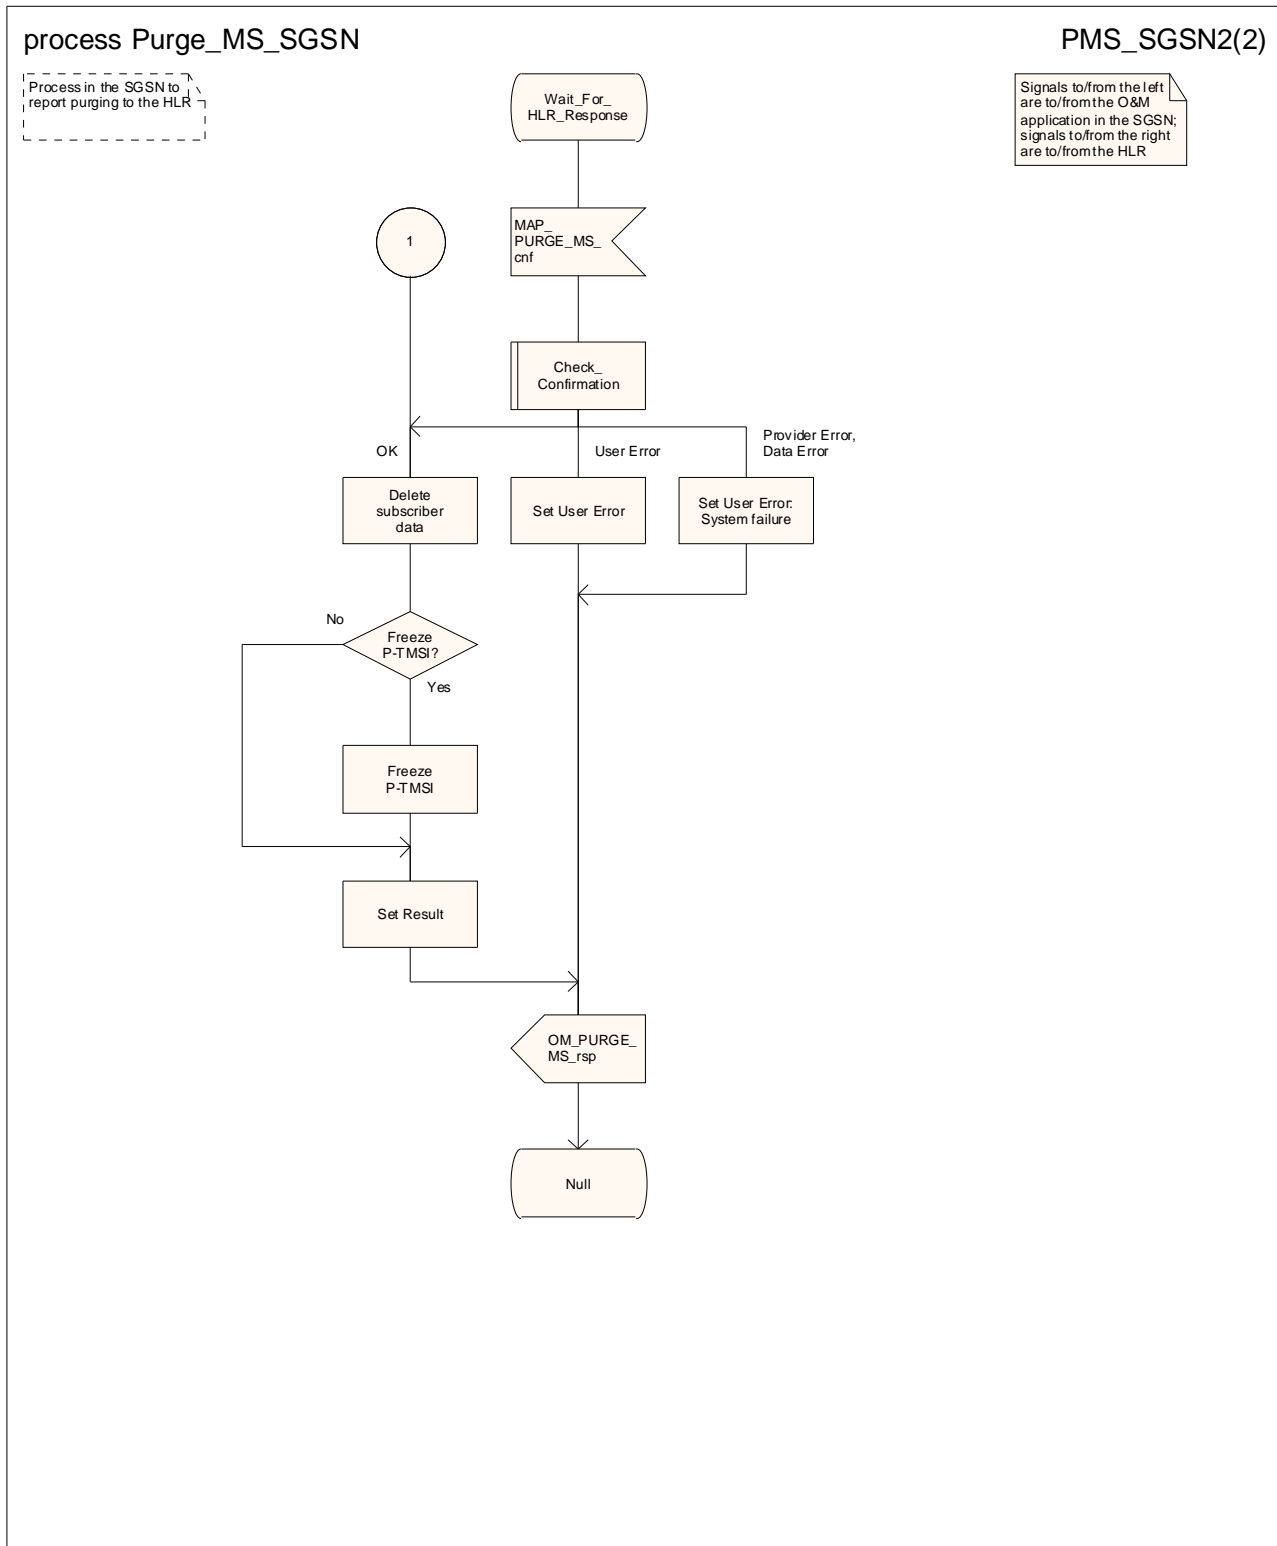 process Purge_MS_SGSN
PMS_SGSN2(2)
Process in the SGSN to
report purging to the HLR
Wait_For_
HLR_Response
Signals to/from the left
are to/from the O&M
application in the SGSN;
signals to/from the right
are to/from the HLR
1
MAP_
PURGE_MS_
cnf
Check_
Confirmation
OK
User Error
Provider Error,
Data Error
Delete
subscriber
data
Set User Error
Set User Error:
System failure
No
Freeze
P-TMSI?
Yes
Freeze
P-TMSI
Set Result
OM_PURGE_
MS_rsp
Null